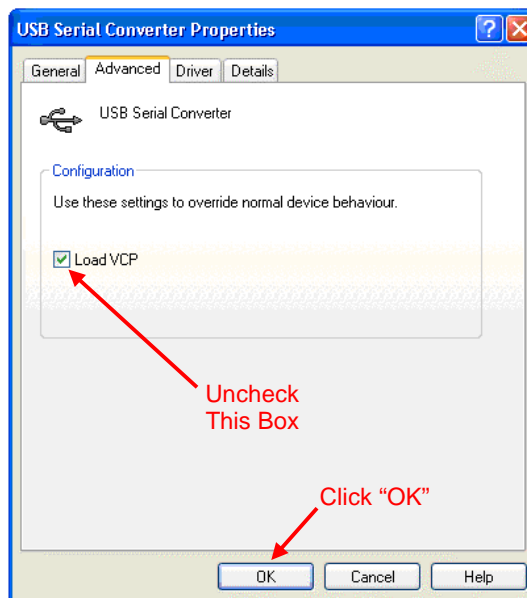 USB Serial Converter Properties
General Advanced Driver Details
USB Serial Converter
Configuration
Use these settings to override normal device behaviour.
Load VCP
Uncheck
This Box
Click “OK”
OK Cancel Help